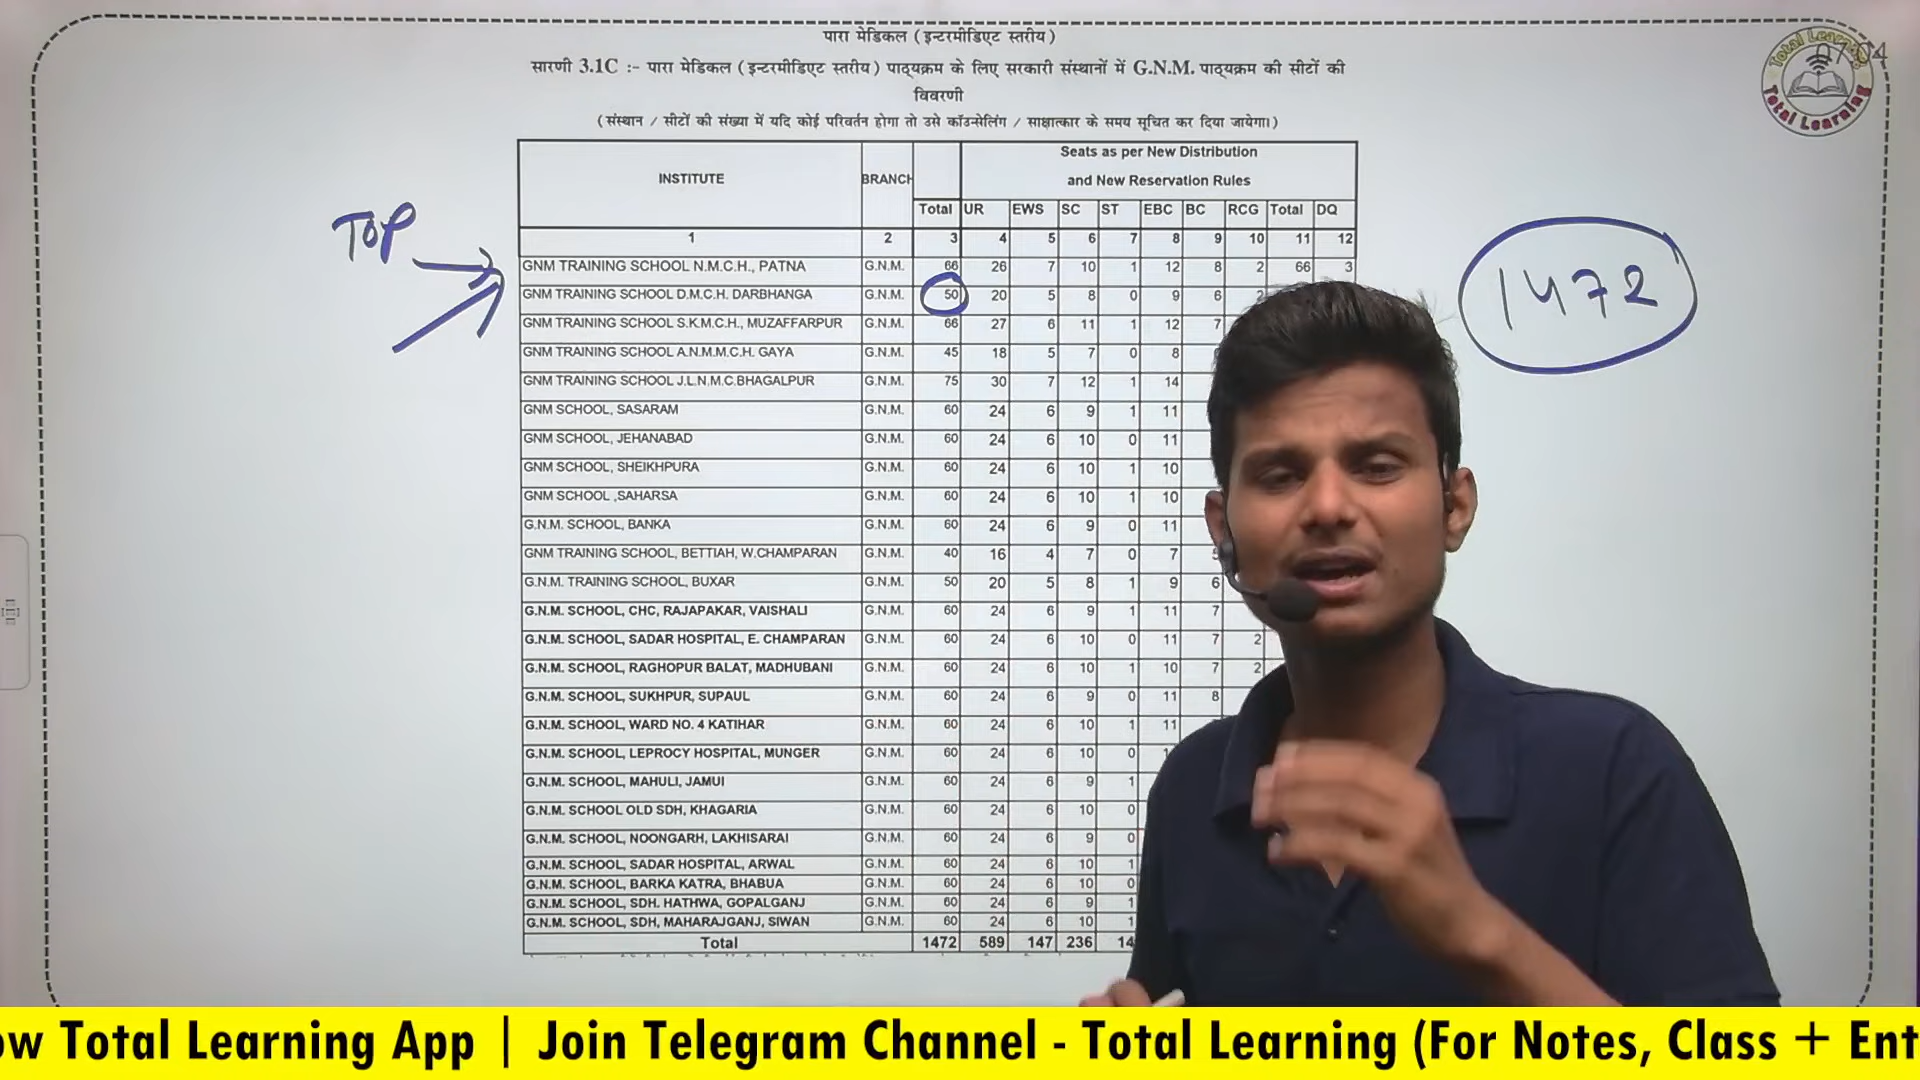 पारा मेडिकल (इन्टरमीडिएट स्तरीय)
सारणी 3.1C :- पारा मेडिकल (इन्टरमीडिएट स्तरीय) पाठ्यक्रम के लिए सरकारी संस्थानों में G.N.M. पाठ्यक्रम की सीटों की
विवरणी
(संस्थान / सीटों की संख्या में यदि कोई परिवर्तन होगा तो उसे कॉउन्सेलिंग / साक्षात्कार के समय सूचित कर दिया जायेगा।)
Total Learning
Total Learning
TOP
1472
INSTITUTE BRANCH Seats as per New Distribution
and New Reservation Rules
Total UR EWS SC ST EBC BC RCG Total DQ
1 2 3 4 5 6 7 8 9 10 11 12
GNM TRAINING SCHOOL N.M.C.H., PATNA G.N.M. 66 26 7 10 1 12 8 2 66 3
GNM TRAINING SCHOOL D.M.C.H. DARBHANGA G.N.M. 50 20 5 8 0 9 6
GNM TRAINING SCHOOL S.K.M.C.H., MUZAFFARPUR G.N.M. 66 27 6 11 1 12 7
GNM TRAINING SCHOOL A.N.M.M.C.H. GAYA G.N.M. 45 18 5 7 0 8
GNM TRAINING SCHOOL J.L.N.M.C.BHAGALPUR G.N.M. 75 30 7 12 1 14
GNM SCHOOL, SASARAM G.N.M. 60 24 6 9 1 11
GNM SCHOOL, JEHANABAD G.N.M. 60 24 6 10 0 11
GNM SCHOOL, SHEIKHPURA G.N.M. 60 24 6 10 1 10
GNM SCHOOL ,SAHARSA G.N.M. 60 24 6 10 1 10
G.N.M. SCHOOL, BANKA G.N.M. 60 24 6 9 0 11
GNM TRAINING SCHOOL, BETTIAH, W.CHAMPARAN G.N.M. 40 16 4 7 0 7
G.N.M. TRAINING SCHOOL, BUXAR G.N.M. 50 20 5 8 1 9 6
G.N.M. SCHOOL, CHC, RAJAPAKAR, VAISHALI G.N.M. 60 24 6 9 1 11 7
G.N.M. SCHOOL, SADAR HOSPITAL, E. CHAMPARAN G.N.M. 60 24 6 10 0 11 7 2
G.N.M. SCHOOL, RAGHOPUR BALAT, MADHUBANI G.N.M. 60 24 6 10 1 10 7 2
G.N.M. SCHOOL, SUKHPUR, SUPAUL G.N.M. 60 24 6 9 0 11 8
G.N.M. SCHOOL, WARD NO. 4 KATIHAR G.N.M. 60 24 6 10 1 11
G.N.M. SCHOOL, LEPROCY HOSPITAL, MUNGER G.N.M. 60 24 6 10 0
G.N.M. SCHOOL, MAHULI, JAMUI G.N.M. 60 24 6 9 1
G.N.M. SCHOOL OLD SDH, KHAGARIA G.N.M. 60 24 6 10 0
G.N.M. SCHOOL, NOONGARH, LAKHISARAI G.N.M. 60 24 6 9 0
G.N.M. SCHOOL, SADAR HOSPITAL, ARWAL G.N.M. 60 24 6 10 1
G.N.M. SCHOOL, BARKA KATRA, BHABUA G.N.M. 60 24 6 10 0
G.N.M. SCHOOL, SDH. HATHWA, GOPALGANJ G.N.M. 60 24 6 9 1
G.N.M. SCHOOL, SDH, MAHARAJGANJ, SIWAN G.N.M. 60 24 6 10 1
Total 1472 589 147 236 14
ow Total Learning App | Join Telegram Channel - Total Learning (For Notes, Class + Ent